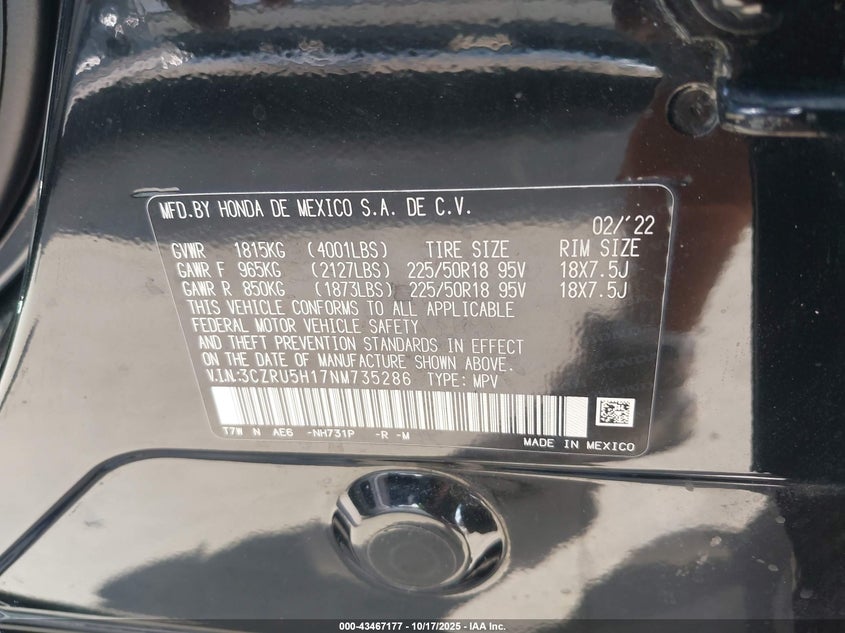 MFD.BY HONDA DE MEXICO S.A. DE C.V.
02/'22
GVWR 1815KG (4001LBS) TIRE SIZE RIM SIZE
GAWR F 965KG (2127LBS) 225/50R18 95V 18X7.5J
GAWR R 850KG (1873LBS) 225/50R18 95V 18X7.5J
THIS VEHICLE CONFORMS TO ALL APPLICABLE
FEDERAL MOTOR VEHICLE SAFETY
AND THEFT PREVENTION STANDARDS IN EFFECT
ON THE DATE OF MANUFACTURE SHOWN ABOVE.
V.I.N:3CZRU5H17NM735286 TYPE: MPV
T7W N AE6 -NH731P -R -M
MADE IN MEXICO
000-43467177 - 10/17/2025 - IAA Inc.